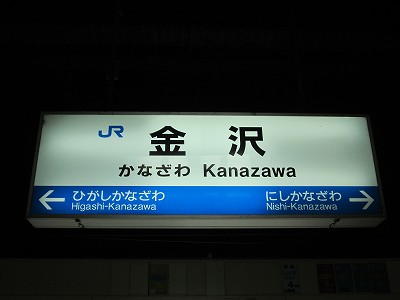 JR 金沢
かなざわ Kanazawa
← ひがしかなざわ にしかなざわ →
Higashi-Kanazawa Nishi-Kanazawa